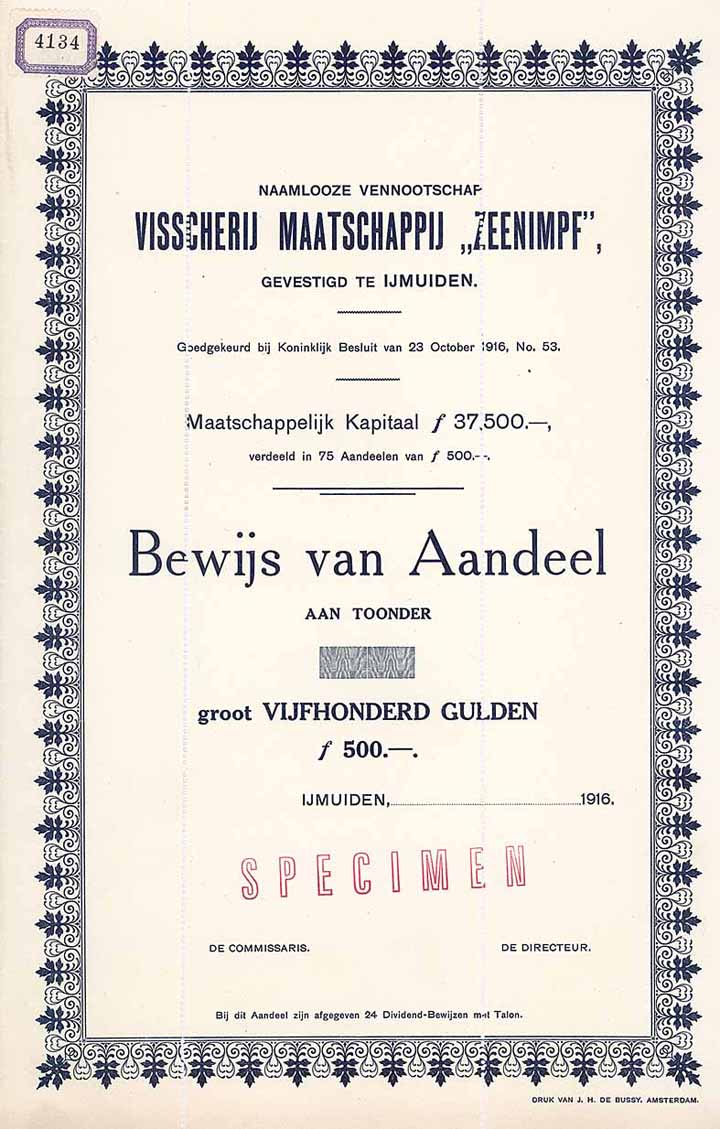 4134
NAAMLOOZE VENNOOTSCHAP
VISSCHERIJ MAATSCHAPPIJ „ZEENIMPF”,
GEVESTIGD TE IJMUIDEN.
Goedgekeurd bij Koninklijk Besluit van 23 October 1916, No. 53.
Maatschappelijk Kapitaal ƒ 37,500.—,
verdeeld in 75 Aandeelen van ƒ 500.--.
Bewijs van Aandeel
AAN TOONDER
groot VIJFHONDERD GULDEN
ƒ 500.—.
IJMUIDEN, 1916.
SPECIMEN
DE COMMISSARIS. DE DIRECTEUR.
Bij dit Aandeel zijn afgegeven 24 Dividend-Bewijzen met Talon.
DRUK VAN J. H. DE BUSSY. AMSTERDAM.